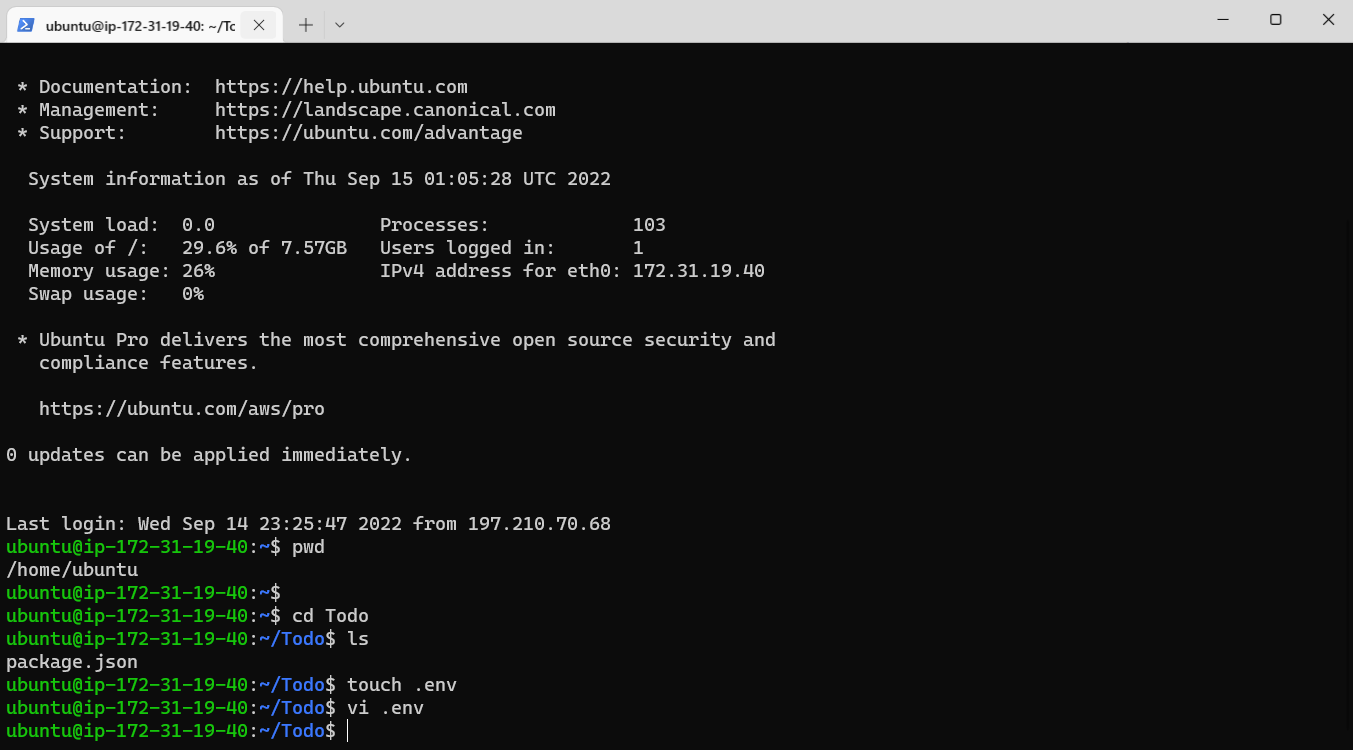 ubuntu@ip-172-31-19-40: ~/To
* Documentation:  https://help.ubuntu.com
* Management:     https://landscape.canonical.com
* Support:        https://ubuntu.com/advantage
System information as of Thu Sep 15 01:05:28 UTC 2022
System load:  0.0               Processes:             103
Usage of /:   29.6% of 7.57GB   Users logged in:       1
Memory usage: 26%               IPv4 address for eth0: 172.31.19.40
Swap usage:   0%
* Ubuntu Pro delivers the most comprehensive open source security and
compliance features.
https://ubuntu.com/aws/pro
0 updates can be applied immediately.
Last login: Wed Sep 14 23:25:47 2022 from 197.210.70.68
ubuntu@ip-172-31-19-40:~$ pwd
/home/ubuntu
ubuntu@ip-172-31-19-40:~$
ubuntu@ip-172-31-19-40:~$ cd Todo
ubuntu@ip-172-31-19-40:~/Todo$ ls
package.json
ubuntu@ip-172-31-19-40:~/Todo$ touch .env
ubuntu@ip-172-31-19-40:~/Todo$ vi .env
ubuntu@ip-172-31-19-40:~/Todo$